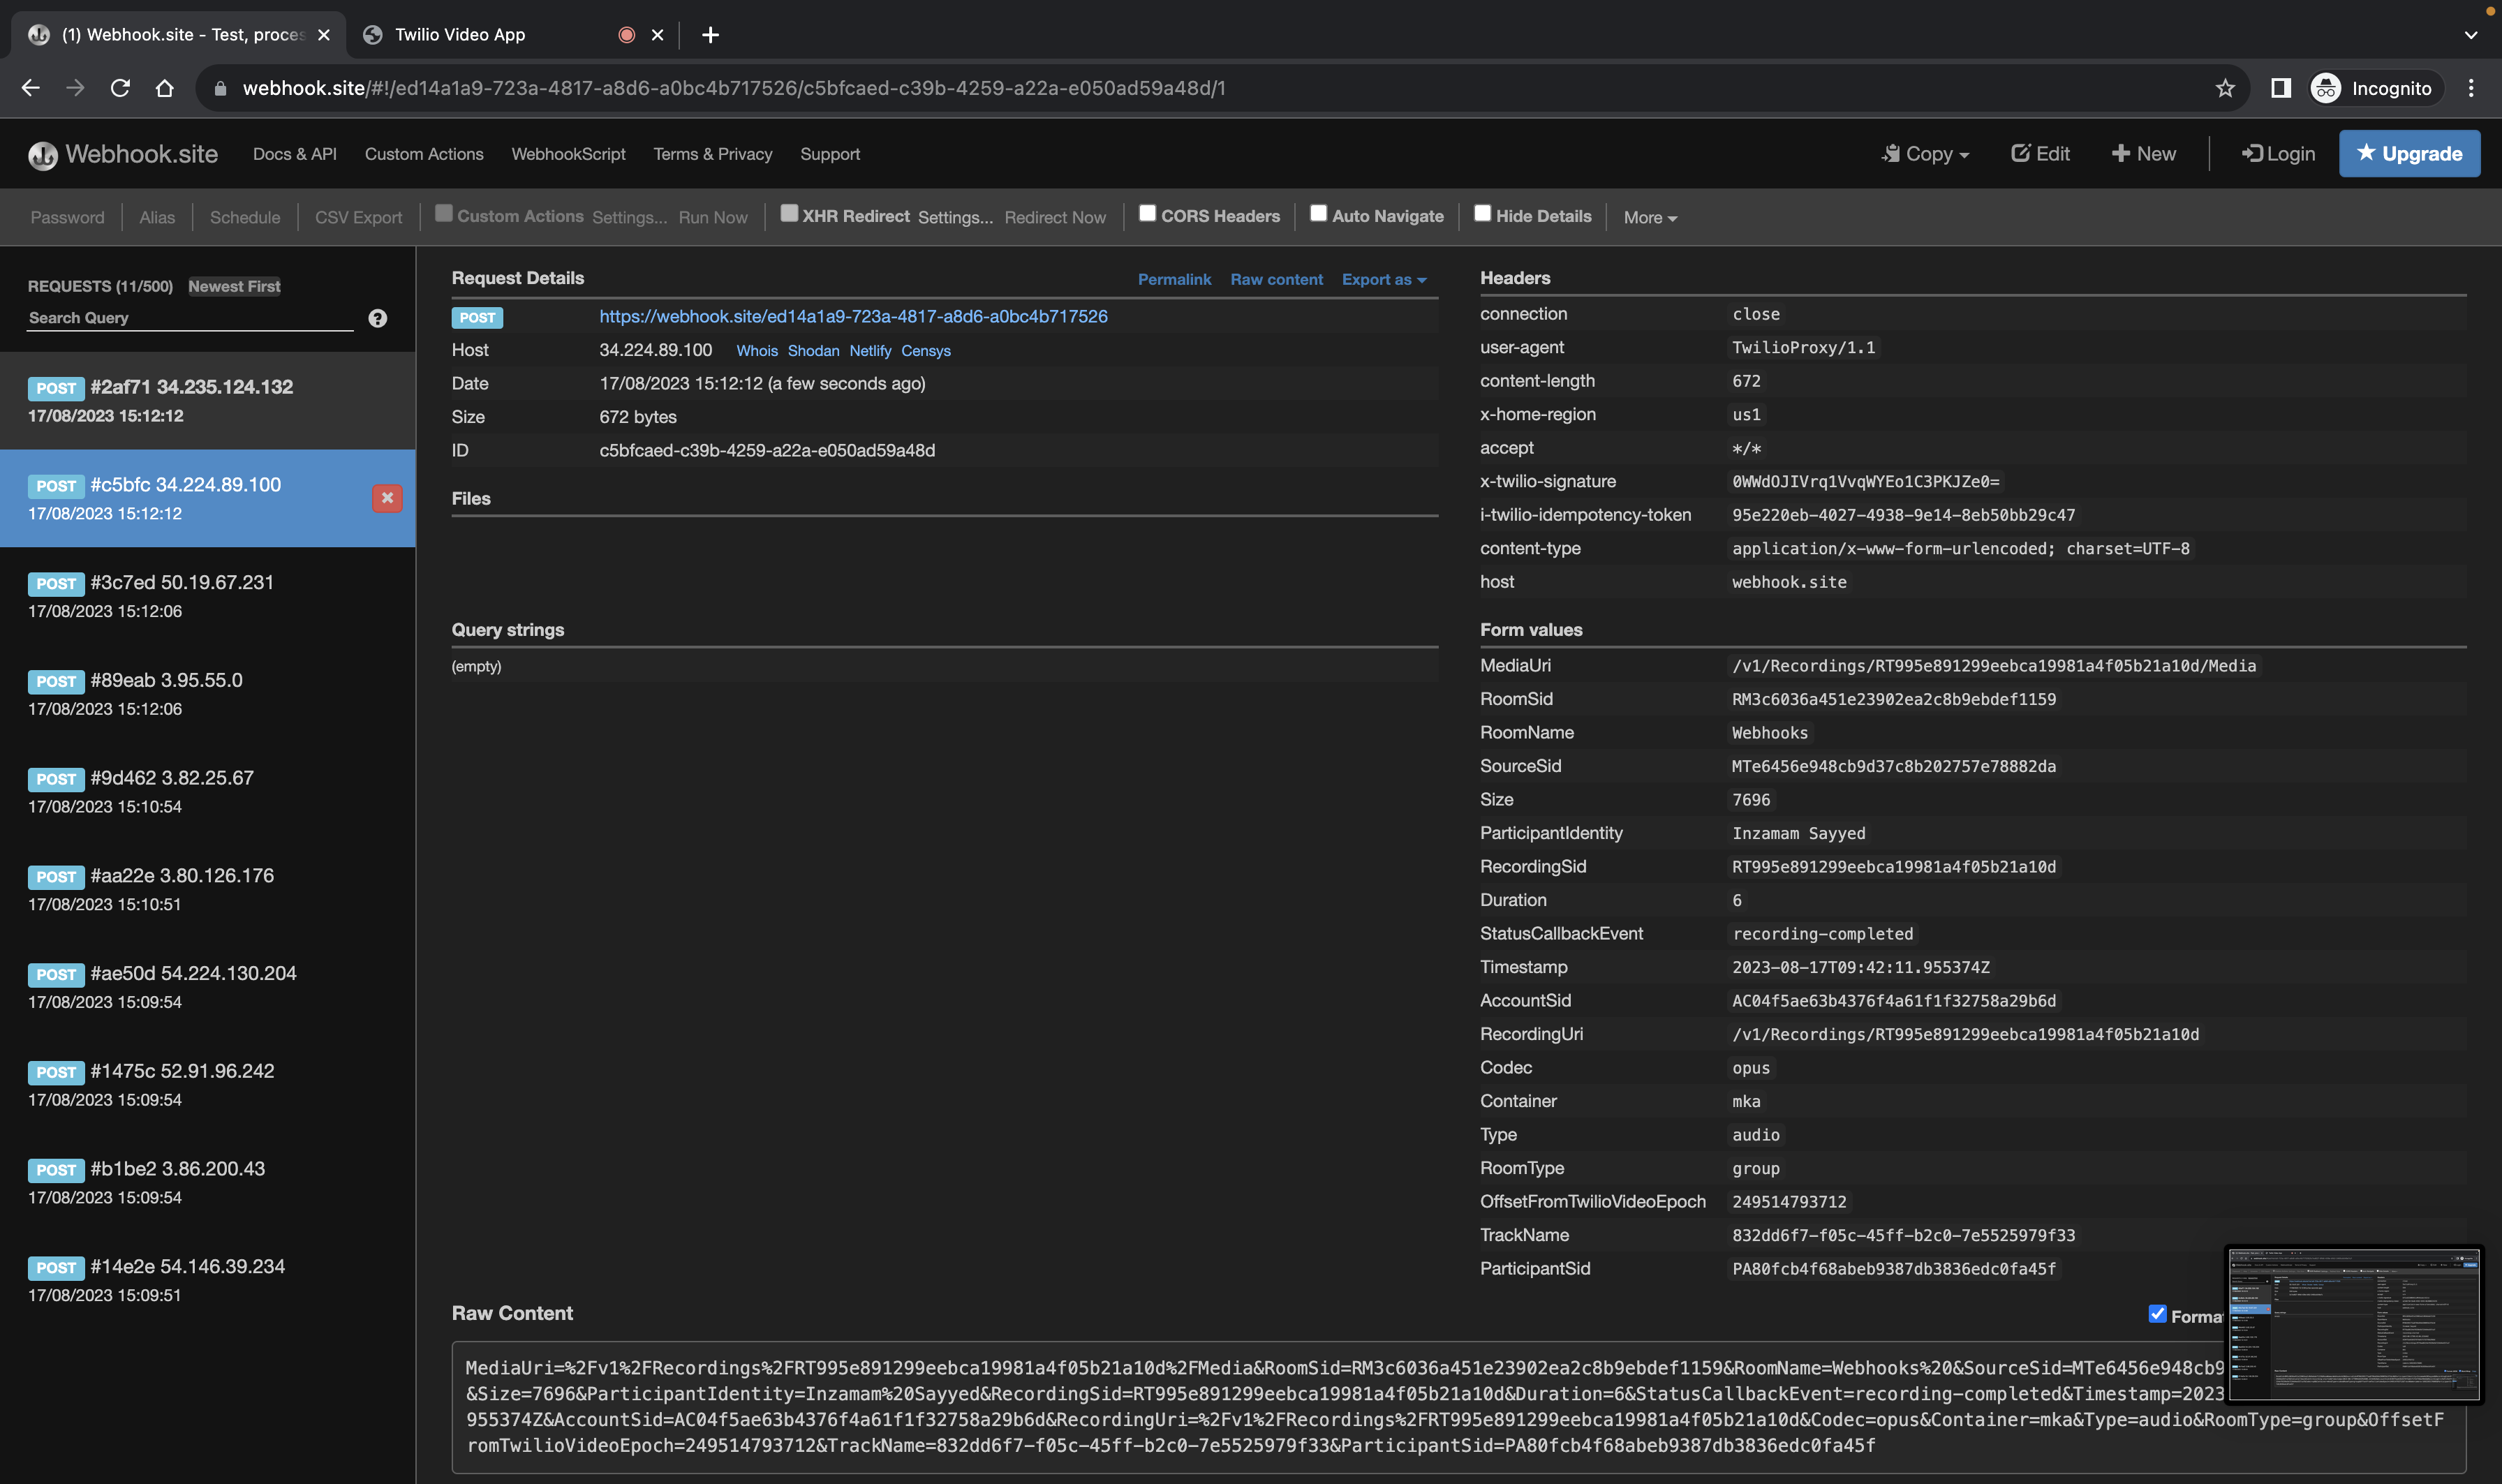 (1) Webhook.site - Test, proces
Twilio Video App
webhook.site/#!/ed14a1a9-723a-4817-a8d6-a0bc4b717526/c5bfcaed-c39b-4259-a22a-e050ad59a48d/1
Incognito
Webhook.site Docs & API Custom Actions WebhookScript Terms & Privacy Support Copy Edit New Login Upgrade
Password Alias Schedule CSV Export Custom Actions Settings... Run Now XHR Redirect Settings... Redirect Now CORS Headers Auto Navigate Hide Details More
REQUESTS (11/500) Newest First
Search Query
POST #2af71 34.235.124.132
17/08/2023 15:12:12
POST #c5bfc 34.224.89.100
17/08/2023 15:12:12
POST #3c7ed 50.19.67.231
17/08/2023 15:12:06
POST #89eab 3.95.55.0
17/08/2023 15:12:06
POST #9d462 3.82.25.67
17/08/2023 15:10:54
POST #aa22e 3.80.126.176
17/08/2023 15:10:51
POST #ae50d 54.224.130.204
17/08/2023 15:09:54
POST #1475c 52.91.96.242
17/08/2023 15:09:54
POST #b1be2 3.86.200.43
17/08/2023 15:09:54
POST #14e2e 54.146.39.234
17/08/2023 15:09:51
Request Details Permalink Raw content Export as
POST https://webhook.site/ed14a1a9-723a-4817-a8d6-a0bc4b717526
Host 34.224.89.100 Whois Shodan Netlify Censys
Date 17/08/2023 15:12:12 (a few seconds ago)
Size 672 bytes
ID c5bfcaed-c39b-4259-a22a-e050ad59a48d
Files
Query strings
(empty)
Headers
connection close
user-agent TwilioProxy/1.1
content-length 672
x-home-region us1
accept */*
x-twilio-signature 0WWdOJIVrq1VvqWYEo1C3PKJZe0=
i-twilio-idempotency-token 95e220eb-4027-4938-9e14-8eb50bb29c47
content-type application/x-www-form-urlencoded; charset=UTF-8
host webhook.site
Form values
MediaUri /v1/Recordings/RT995e891299eebca19981a4f05b21a10d/Media
RoomSid RM3c6036a451e23902ea2c8b9ebdef1159
RoomName Webhooks
SourceSid MTe6456e948cb9d37c8b202757e78882da
Size 7696
ParticipantIdentity Inzamam Sayyed
RecordingSid RT995e891299eebca19981a4f05b21a10d
Duration 6
StatusCallbackEvent recording-completed
Timestamp 2023-08-17T09:42:11.955374Z
AccountSid AC04f5ae63b4376f4a61f1f32758a29b6d
RecordingUri /v1/Recordings/RT995e891299eebca19981a4f05b21a10d
Codec opus
Container mka
Type audio
RoomType group
OffsetFromTwilioVideoEpoch 249514793712
TrackName 832dd6f7-f05c-45ff-b2c0-7e5525979f33
ParticipantSid PA80fcb4f68abeb9387db3836edc0fa45f
Raw Content Forma
MediaUri=%2Fv1%2FRecordings%2FRT995e891299eebca19981a4f05b21a10d%2FMedia&RoomSid=RM3c6036a451e23902ea2c8b9ebdef1159&RoomName=Webhooks%20&SourceSid=MTe6456e948cb9
&Size=7696&ParticipantIdentity=Inzamam%20Sayyed&RecordingSid=RT995e891299eebca19981a4f05b21a10d&Duration=6&StatusCallbackEvent=recording-completed&Timestamp=2023
955374Z&AccountSid=AC04f5ae63b4376f4a61f1f32758a29b6d&RecordingUri=%2Fv1%2FRecordings%2FRT995e891299eebca19981a4f05b21a10d&Codec=opus&Container=mka&Type=audio&RoomType=group&OffsetF
romTwilioVideoEpoch=249514793712&TrackName=832dd6f7-f05c-45ff-b2c0-7e5525979f33&ParticipantSid=PA80fcb4f68abeb9387db3836edc0fa45f